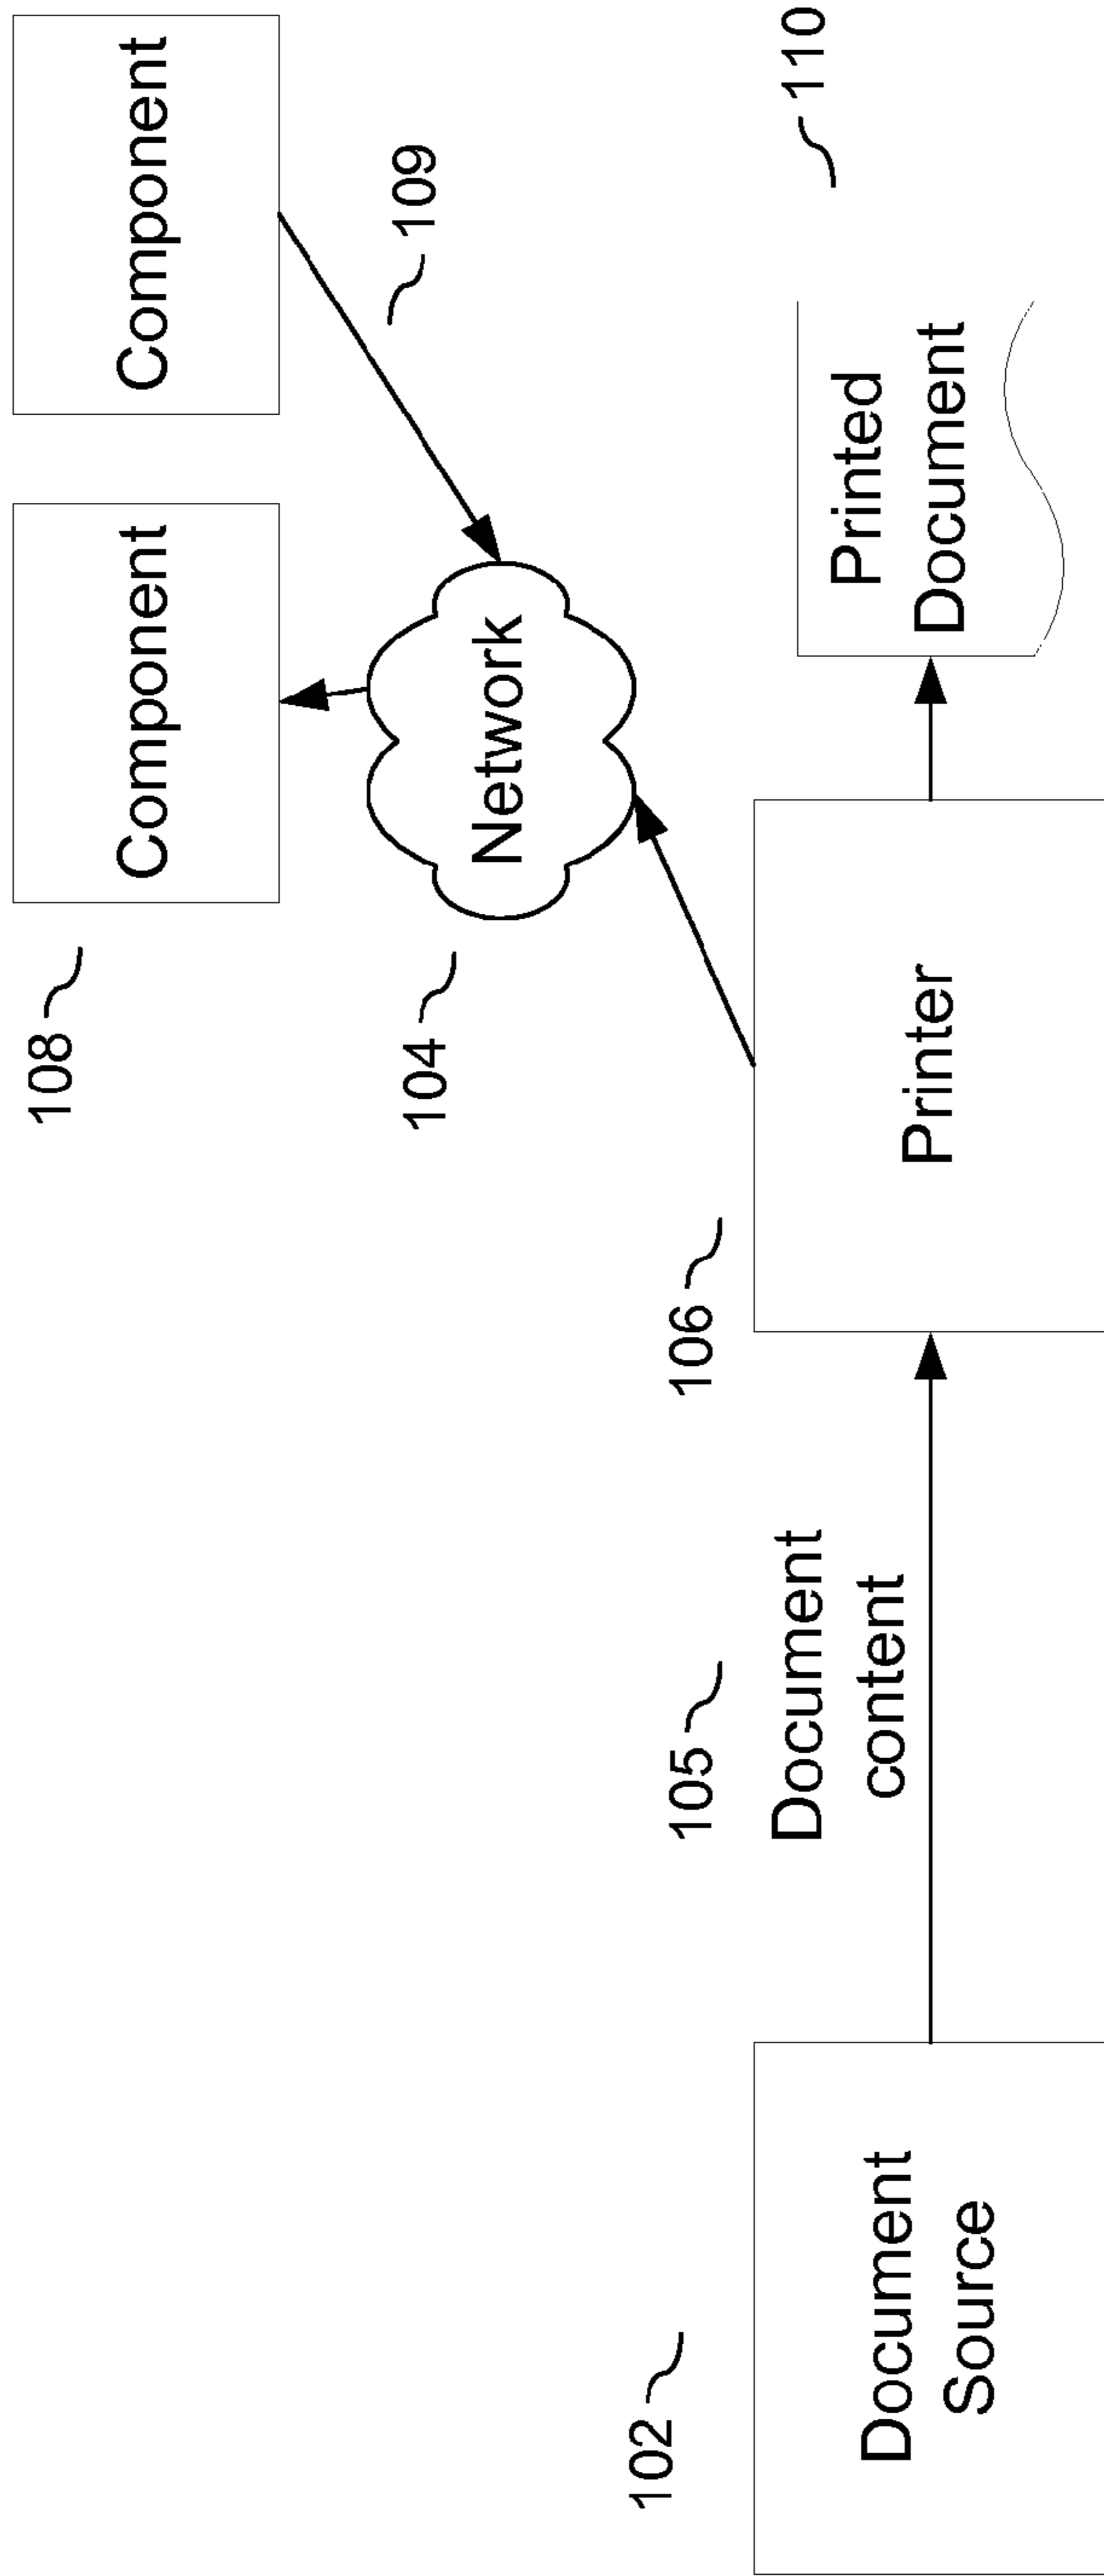 108
Component
Component
104
Network
109
102
Document
Source
105
Document
content
106
Printer
Printed
Document
110